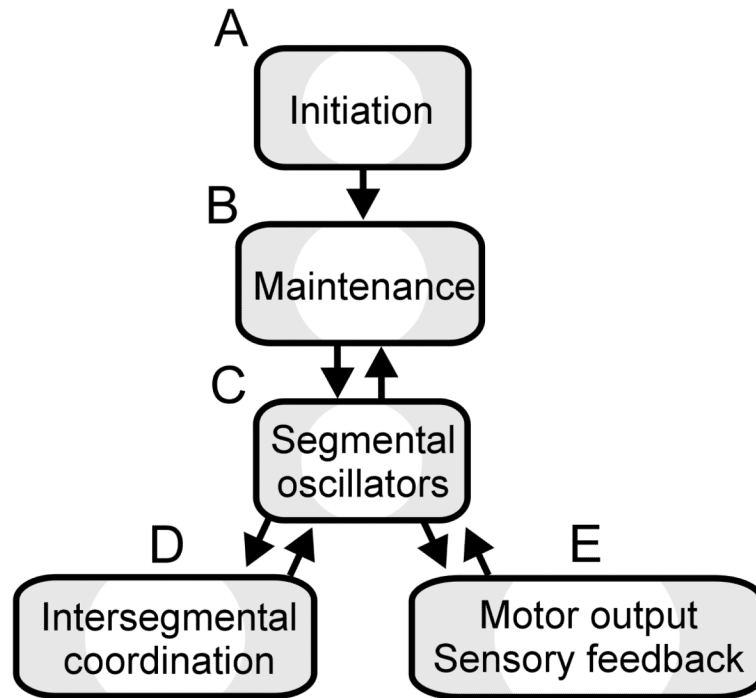 A
Initiation
B
Maintenance
C
Segmental
oscillators
D
Intersegmental
coordination
E
Motor output
Sensory feedback